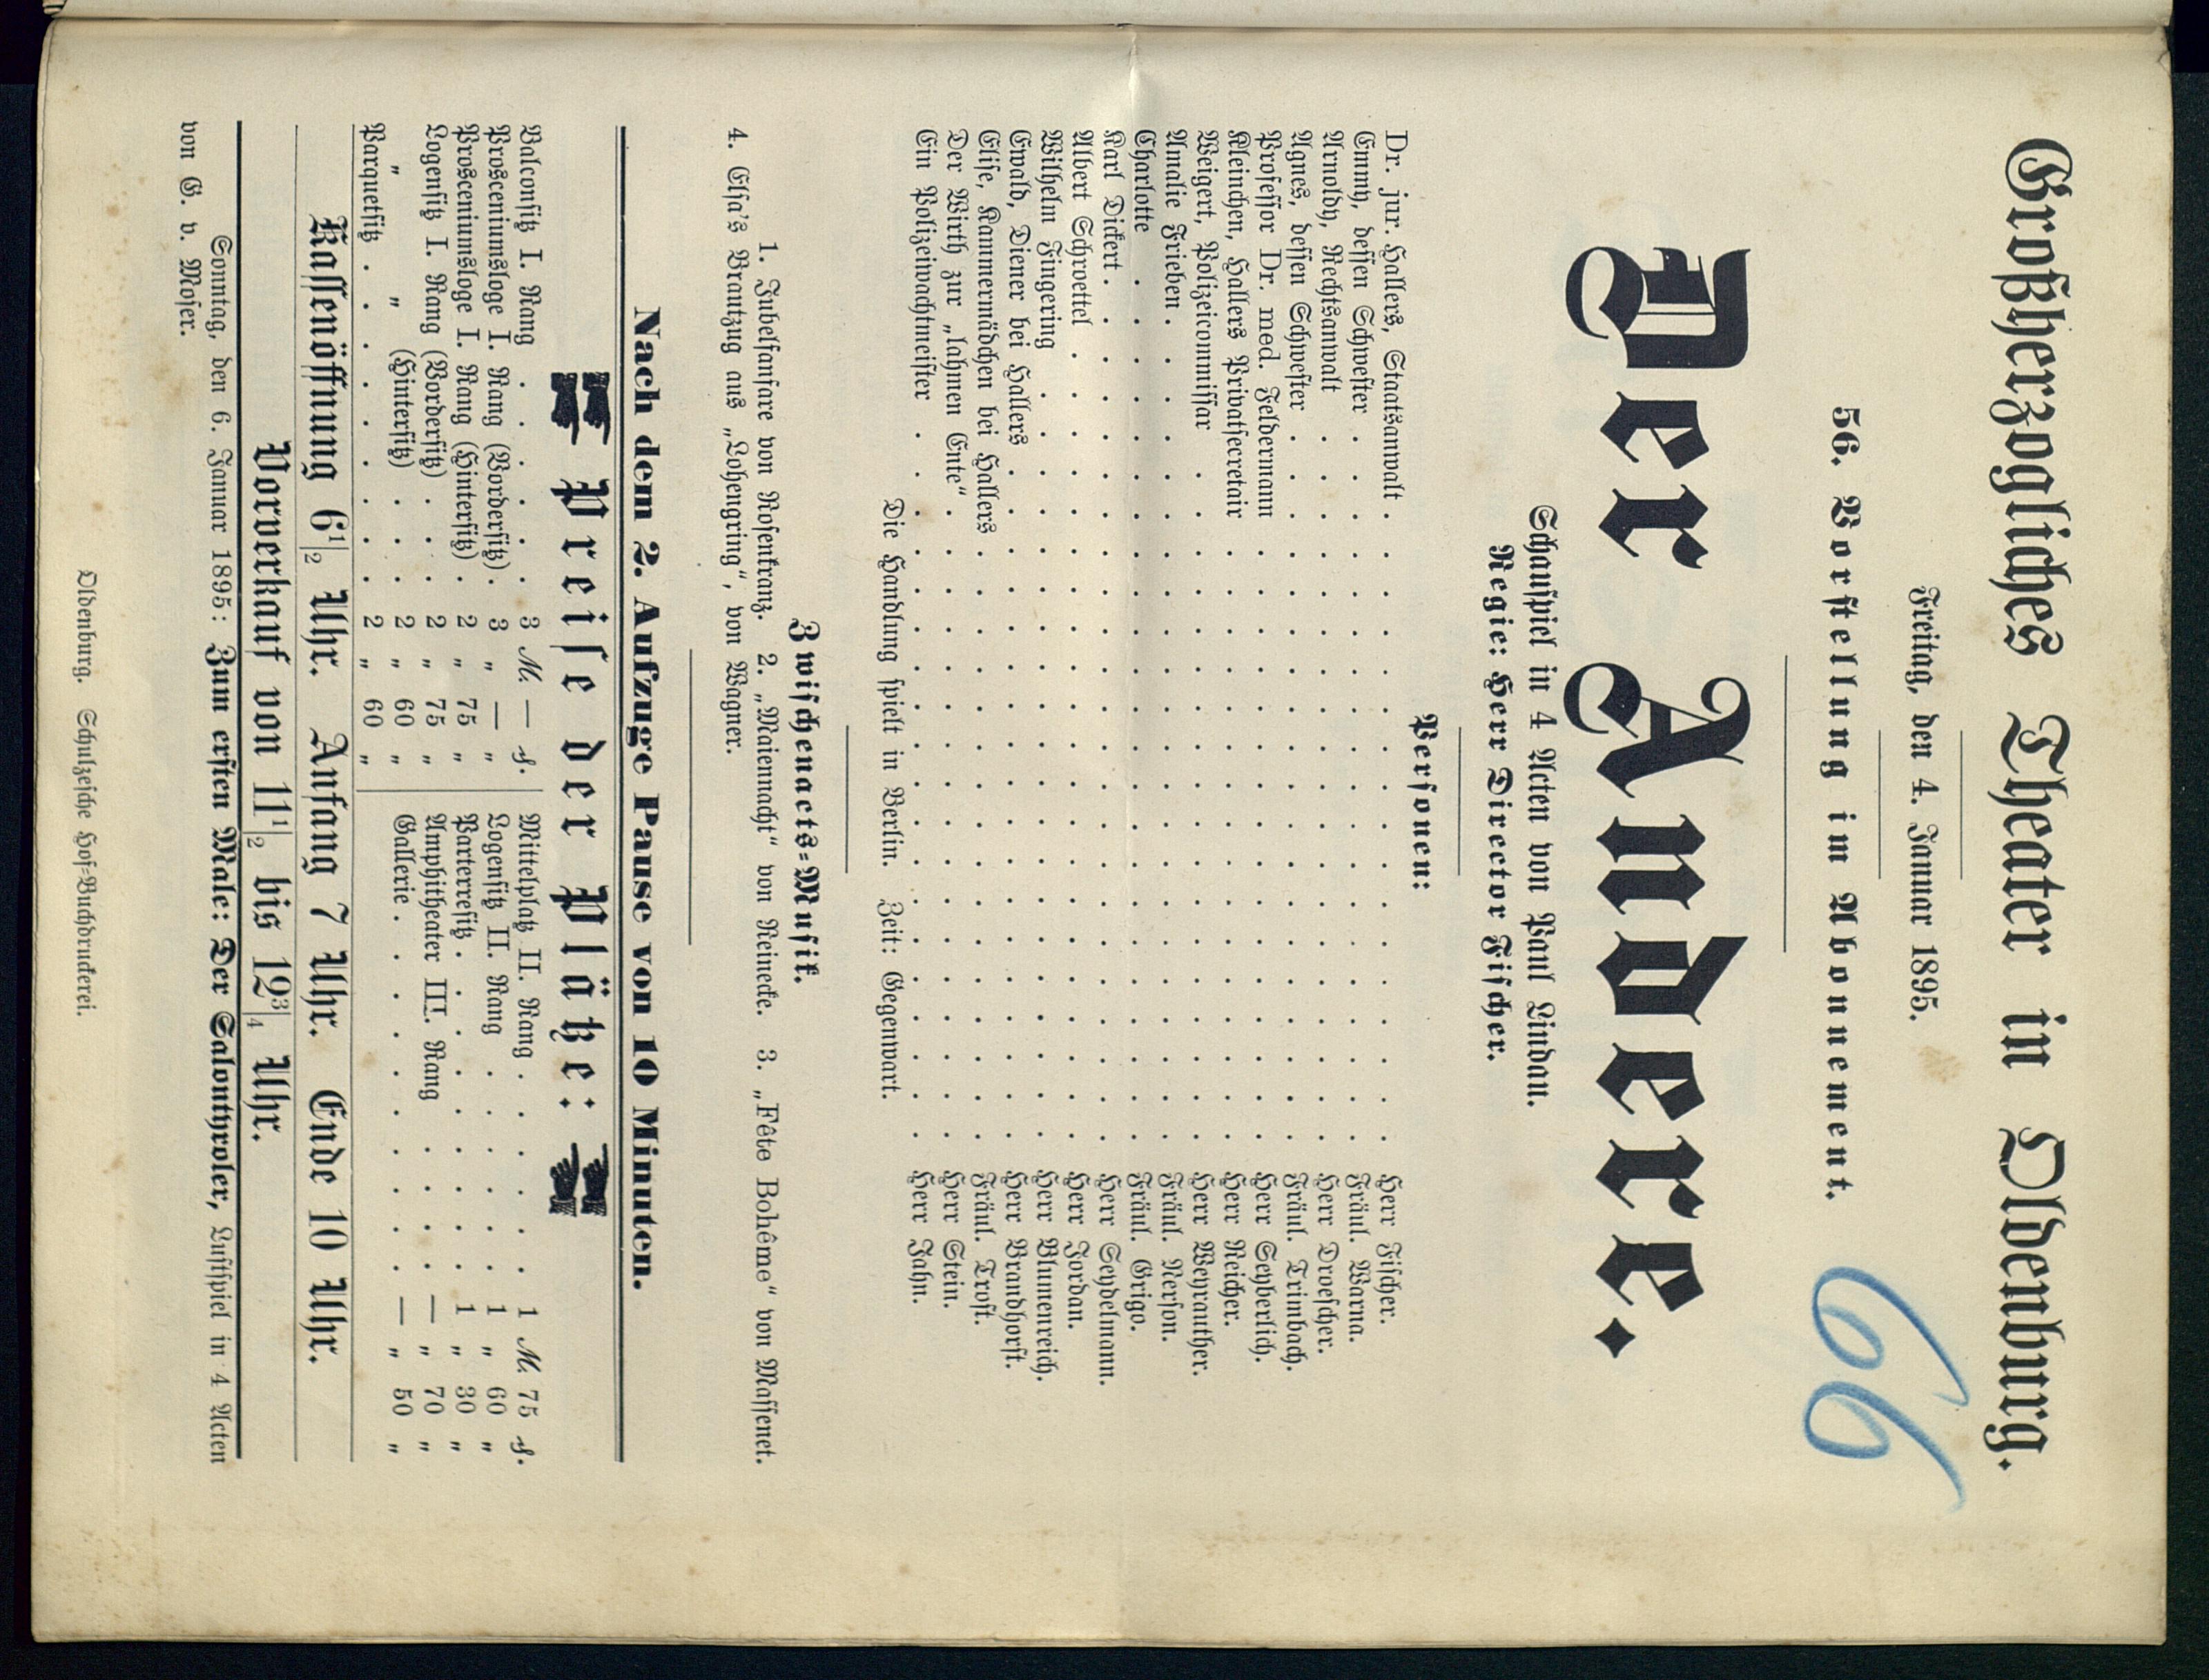 Großherzogliches Theater in Oldenburg.
Freitag, den 4. Januar 1895.
56. Vorstellung im Abonnement.
66
Der Andere.
Schauspiel in 4 Acten von Paul Lindau.
Regie: Herr Director Fischer.
Personen:
Dr. jur. Hallers, Staatsanwalt . . . Herr Fischer.
Emmy, dessen Schwester . . . Fräul. Warna.
Arnoldy, Rechtsanwalt . . . Herr Droescher.
Agnes, dessen Schwester . . . Fräul. Trimbach.
Professor Dr. med. Feldermann . . . Herr Seyberlich.
Kleinchen, Hallers Privatsecretair . . . Herr Reicher.
Weigert, Polizeicommissar . . . Herr Weyrauther.
Amalie Frieben . . . Fräul. Nerson.
Charlotte . . . Fräul. Grigo.
Karl Dickert . . . Herr Seydelmann.
Albert Schroettel . . . Herr Jordan.
Wilhelm Fingering . . . Herr Blumenreich.
Ewald, Diener bei Hallers . . . Herr Brandhorst.
Elise, Kammermädchen bei Hallers . . . Fräul. Trost.
Der Wirth zur „lahmen Ente“ . . . Herr Stein.
Ein Polizeiwachtmeister . . . Herr Jahn.
Die Handlung spielt in Berlin. Zeit: Gegenwart.
Zwischenacts-Musik.
1. Jubelfanfare von Rosenkranz. 2. „Maiennacht“ von Reinecke. 3. „Fête Bohême“ von Massenet.
4. Elsa's Brautzug aus „Lohengring“, von Wagner.
Nach dem 2. Aufzuge Pause von 10 Minuten.
Preise der Plätze:
Balconsitz I. Rang . . . 3 M. — ₰.
Prosceniumsloge I. Rang (Vordersitz) . 3 „ — „
Prosceniumsloge I. Rang (Hintersitz) . 2 „ 75 „
Logensitz I. Rang (Vordersitz) . . . 2 „ 75 „
„ „ (Hintersitz) . . . 2 „ 60 „
Parquetsitz . . . 2 „ 60 „
Mittelplatz II. Rang . . . 1 M. 75 ₰.
Logensitz II. Rang . . . 1 „ 60 „
Parterresitz . . . 1 „ 30 „
Amphitheater III. Rang . . . — „ 70 „
Gallerie . . . — „ 50 „
Kassenöffnung 6 1/2 Uhr. Anfang 7 Uhr. Ende 10 Uhr.
Vorverkauf von 11 1/2 bis 12 3/4 Uhr.
Sonntag, den 6. Januar 1895: Zum ersten Male: Der Salontyroler, Lustspiel in 4 Acten
von G. v. Moser.
Oldenburg. Schulzesche Hof-Buchdruckerei.